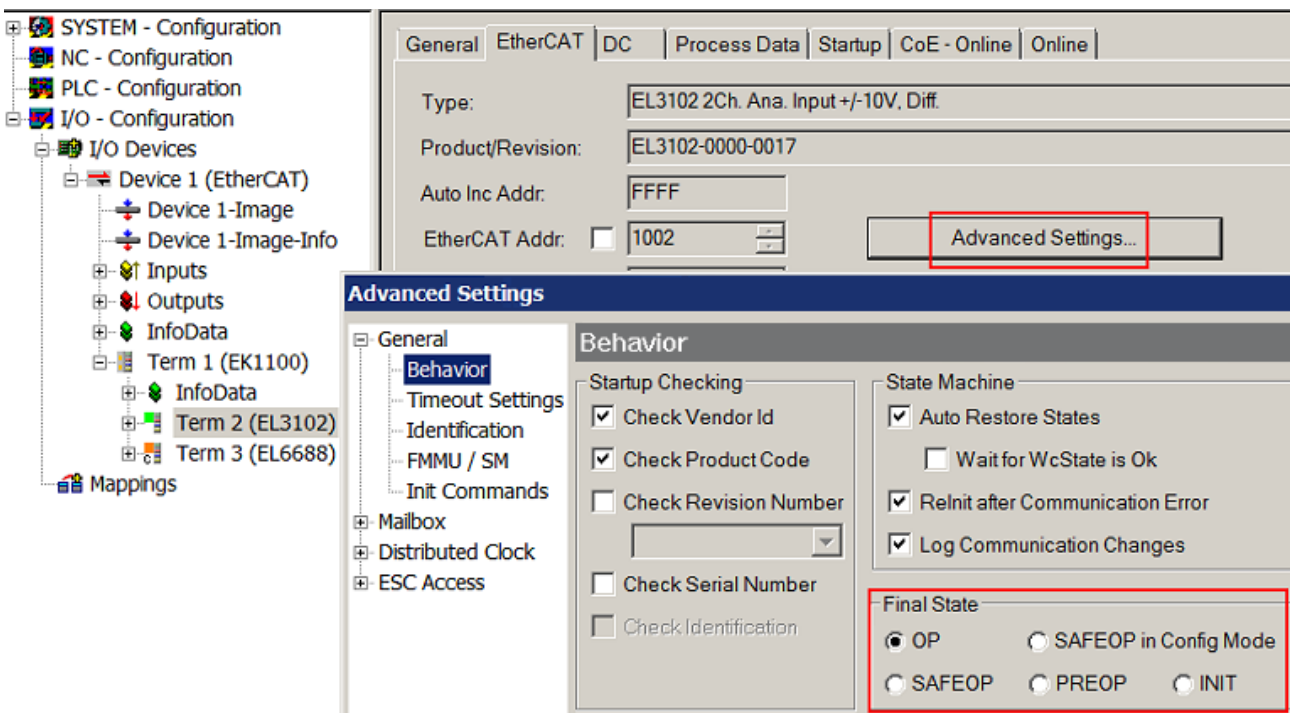 SYSTEM - Configuration
NC - Configuration
PLC - Configuration
I/O - Configuration
I/O Devices
Device 1 (EtherCAT)
Device 1-Image
Device 1-Image-Info
Inputs
Outputs
InfoData
Term 1 (EK1100)
InfoData
Term 2 (EL3102)
Term 3 (EL6688)
Mappings
General EtherCAT DC Process Data Startup CoE - Online Online
Type: EL3102 2Ch. Ana. Input +/-10V, Diff.
Product/Revision: EL3102-0000-0017
Auto Inc Addr: FFFF
EtherCAT Addr: 1002 Advanced Settings...
Advanced Settings
General
Behavior
Timeout Settings
Identification
FMMU / SM
Init Commands
Mailbox
Distributed Clock
ESC Access
Behavior
Startup Checking
Check Vendor Id
Check Product Code
Check Revision Number
Check Serial Number
Check Identification
State Machine
Auto Restore States
Wait for WcState is Ok
ReInit after Communication Error
Log Communication Changes
Final State
OP SAFEOP in Config Mode
SAFEOP PREOP INIT